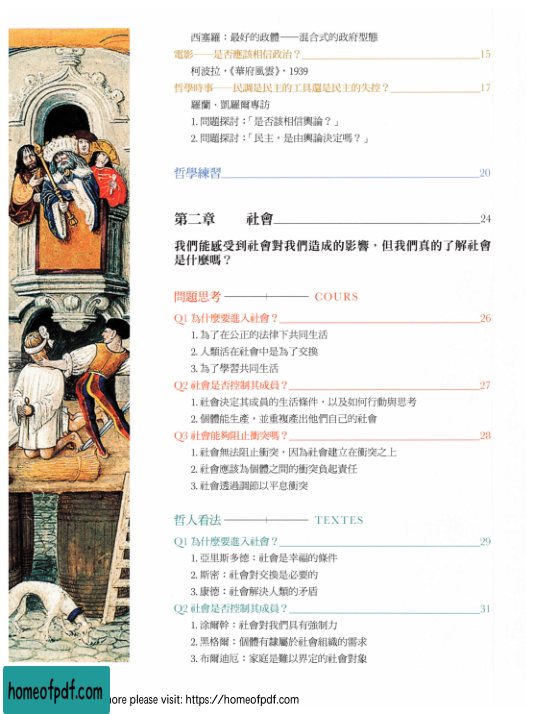 西塞羅：最好的政體——混合式的政府型態
電影——是否應該相信政治？ 15
柯波拉，《華府風雲》，1939
哲學時事——民調是民主的工具還是民主的失控？ 17
羅蘭．凱羅爾專訪
1. 問題探討：「是否該相信輿論？」
2. 問題探討：「民主，是由輿論決定嗎？」
哲學練習 20
第二章 社會 24
我們能感受到社會對我們造成的影響，但我們真的了解社會
是什麼嗎？
問題思考 COURS
Q1 為什麼要進入社會？ 26
1. 為了在公正的法律下共同生活
2. 人類活在社會中是為了交換
3. 為了學習共同生活
Q2 社會是否控制其成員？ 27
1. 社會決定其成員的生活條件，以及如何行動與思考
2. 個體能生產，並重複產出他們自己的社會
Q3 社會能夠阻止衝突嗎？ 28
1. 社會無法阻止衝突，因為社會建立在衝突之上
2. 社會應該為個體之間的衝突負起責任
3. 社會透過調節以平息衝突
哲人看法 TEXTES
Q1 為什麼要進入社會？ 29
1. 亞里斯多德：社會是幸福的條件
2. 斯密：社會對交換是必要的
3. 康德：社會解決人類的矛盾
Q2 社會是否控制其成員？ 31
1. 涂爾幹：社會對我們具有強制力
2. 黑格爾：個體有隸屬於社會組織的需求
3. 布爾迪厄：家庭是難以界定的社會對象
homeofpdf.com
more please visit: https://homeofpdf.com